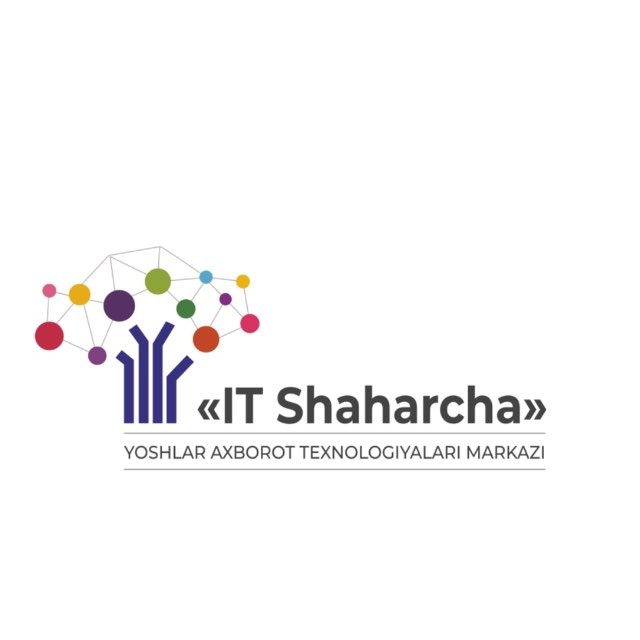 «IT Shaharcha»
YOSHLAR AXBOROT TEXNOLOGIYALARI MARKAZI